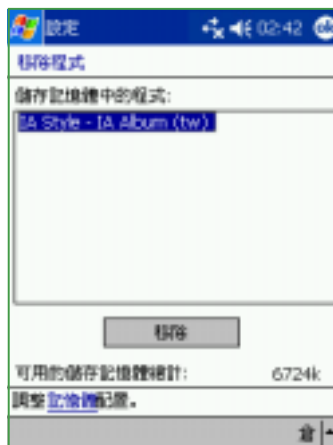 設定 02:42 ok
移除程式
儲存記憶體中的程式:
IA Style - IA Album (tw)
移除
可用的儲存記憶體總計: 6724k
調整記憶體配置。
倉